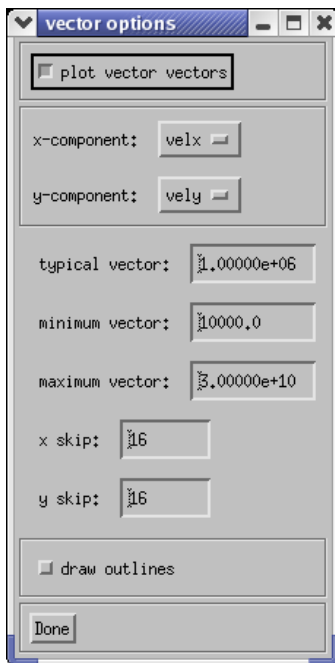 vector options
plot vector vectors
x-component: velx
y-component: vely
typical vector: 1.00000e+06
minimum vector: 10000.0
maximum vector: 3.00000e+10
x skip: 16
y skip: 16
draw outlines
Done